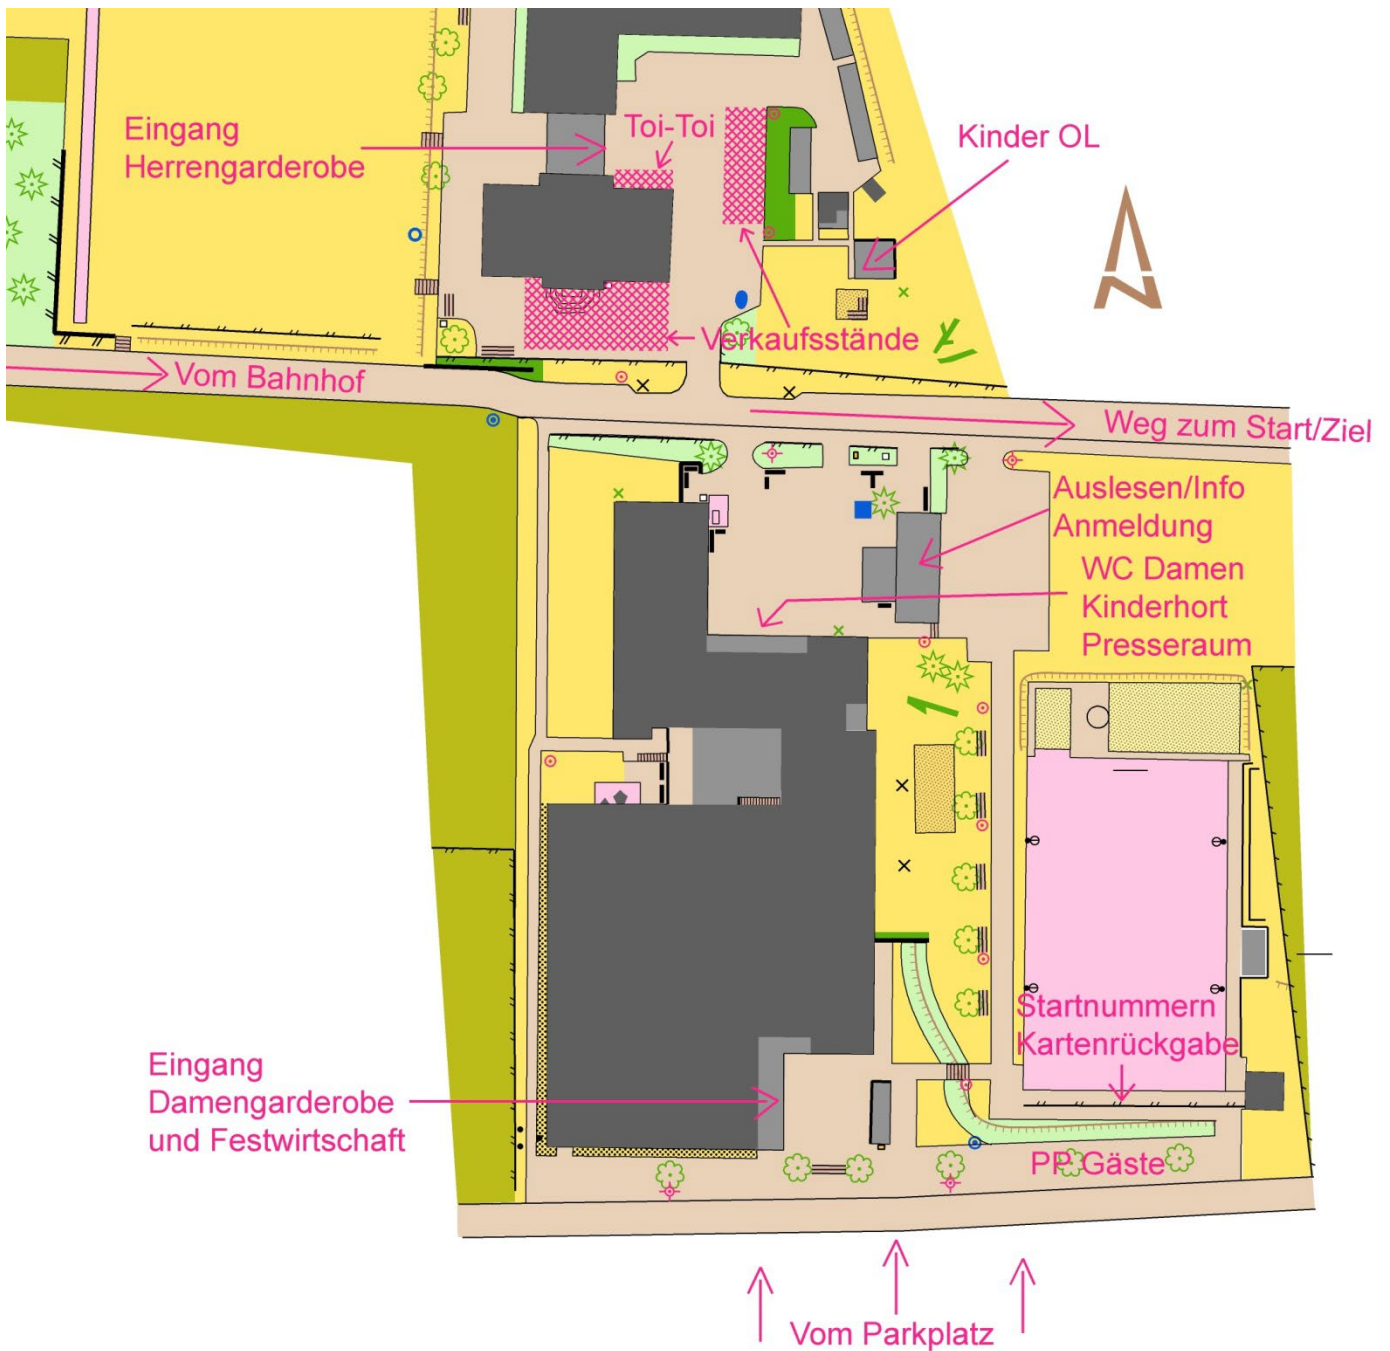 Eingang
Herrengarderobe
Toi-Toi
Kinder OL
Verkaufsstände
Vom Bahnhof
Weg zum Start/Ziel
Auslesen/Info
Anmeldung
WC Damen
Kinderhort
Presseraum
Startnummern
Kartenrückgabe
Eingang
Damengarderobe
und Festwirtschaft
PP Gäste
Vom Parkplatz